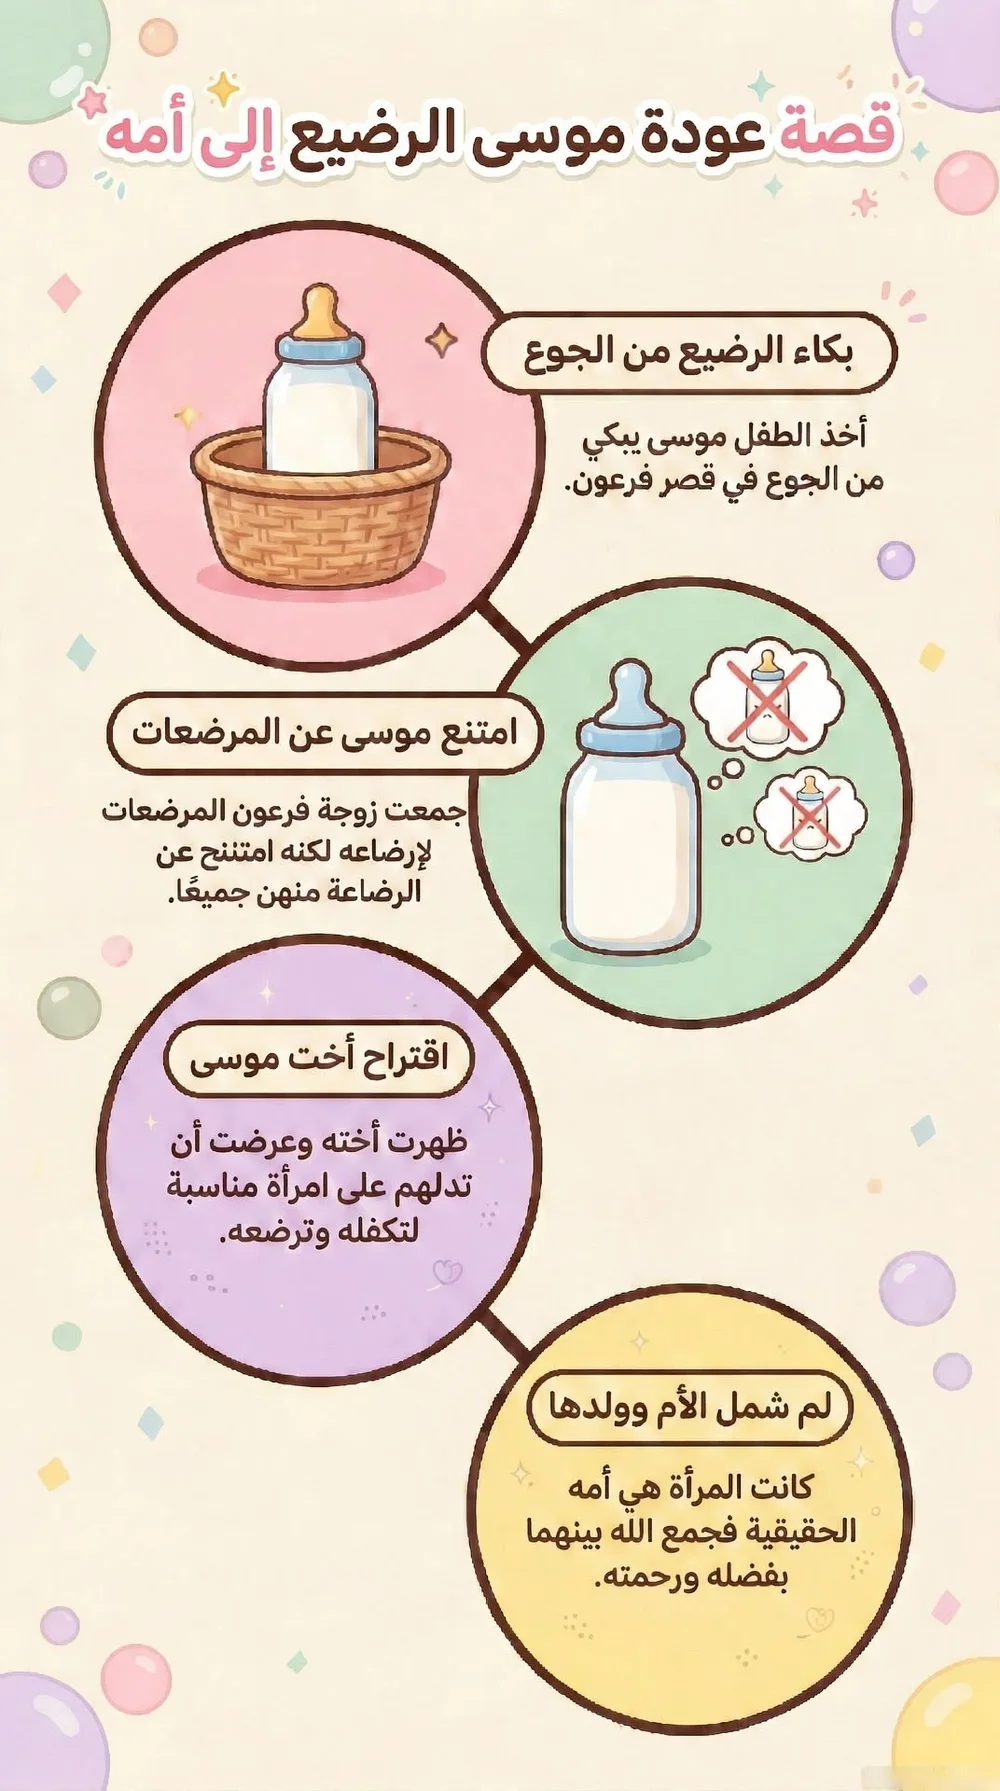 قصة عودة موسى الرضيع إلى أمه
بكاء الرضيع من الجوع
أخذ الطفل موسى يبكي
من الجوع في قصر فرعون.
امتنع موسى عن المرضعات
جمعت زوجة فرعون المرضعات
لإرضاعه لكنه امتننح عن
الرضاعة منهن جميعًا.
اقتراح أخت موسى
ظهرت أخته وعرضت أن
تدلهم على امرأة مناسبة
لتكفله وترضعه.
لم شمل الأم وولدها
كانت المرأة هي أمه
الحقيقية فجمع الله بينهما
بفضله ورحمته.